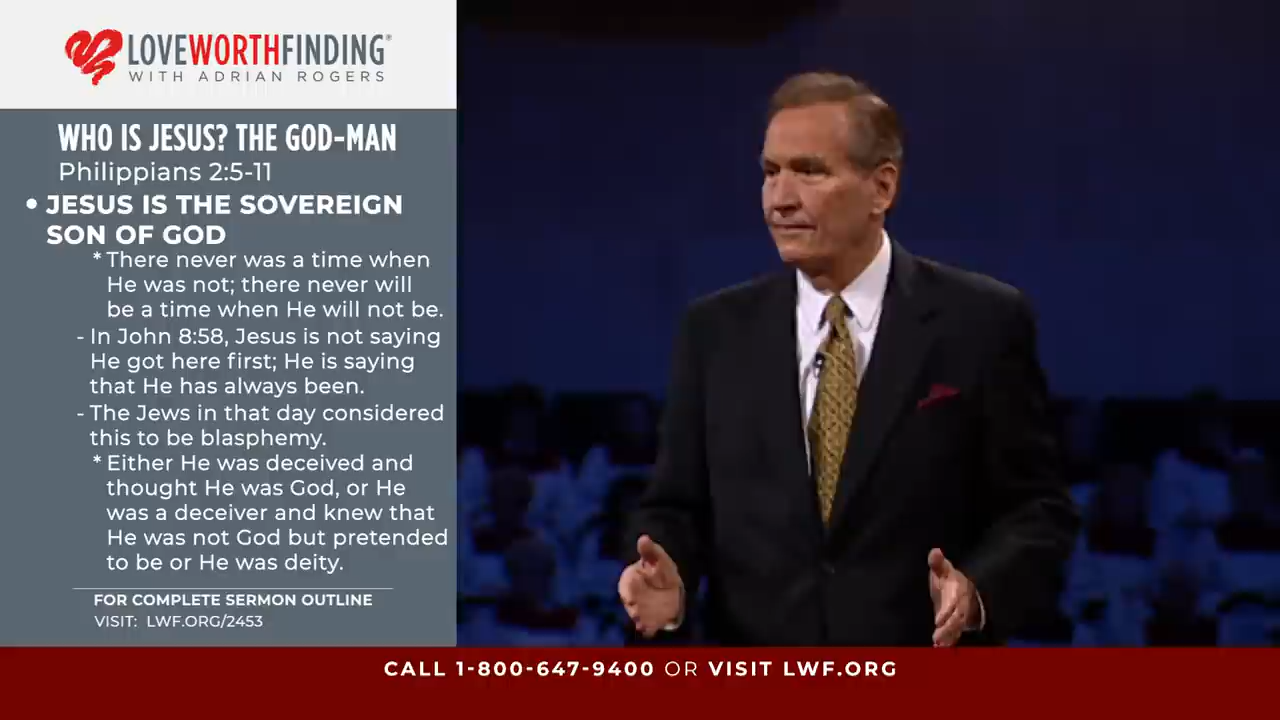 LOVEWORTHFINDING®
WITH ADRIAN ROGERS
WHO IS JESUS? THE GOD-MAN
Philippians 2:5-11
• JESUS IS THE SOVEREIGN
SON OF GOD
* There never was a time when
He was not; there never will
be a time when He will not be.
- In John 8:58, Jesus is not saying
He got here first; He is saying
that He has always been.
- The Jews in that day considered
this to be blasphemy.
* Either He was deceived and
thought He was God, or He
was a deceiver and knew that
He was not God but pretended
to be or He was deity.
FOR COMPLETE SERMON OUTLINE
VISIT: LWF.ORG/2453
CALL 1-800-647-9400 OR VISIT LWF.ORG